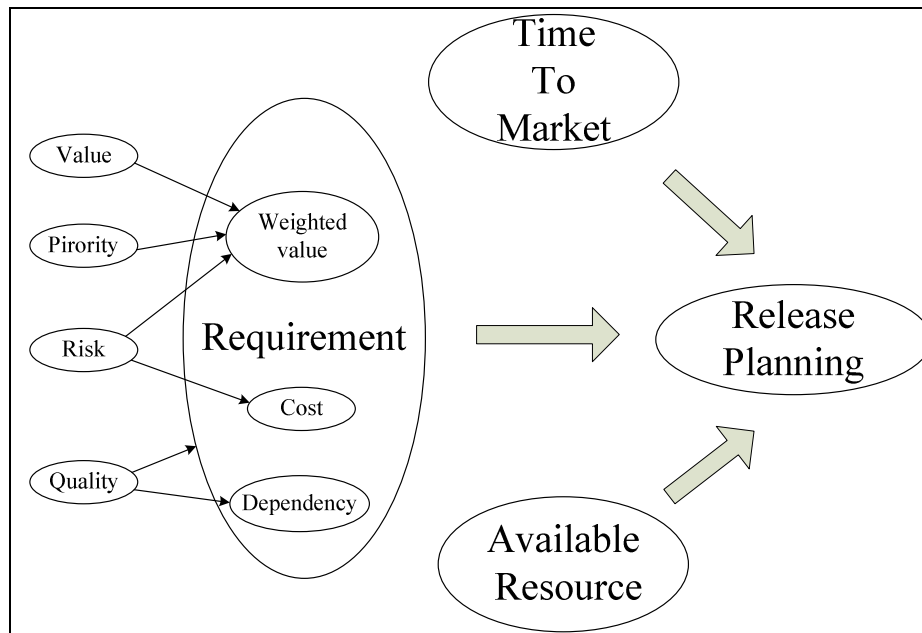 Time
To
Market
Value
Weighted
value
Pirority
Release
Planning
Requirement
Risk
Cost
Quality
Dependency
Available
Resource